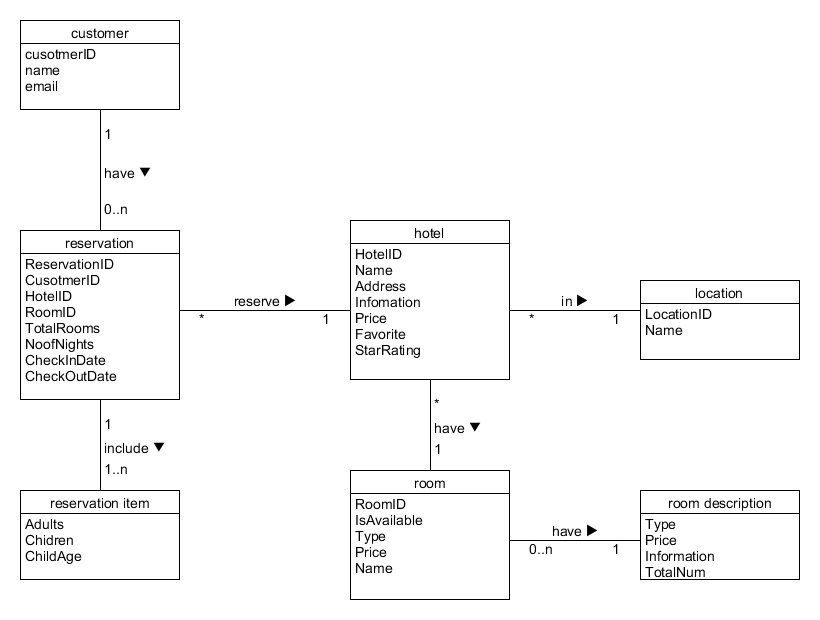 customer
cusotmerID
name
email
1
have ▼
0..n
reservation
ReservationID
CusotmerID
HotelID
RoomID
TotalRooms
NoofNights
CheckInDate
CheckOutDate
reserve ▶
* 1
hotel
HotelID
Name
Address
Infomation
Price
Favorite
StarRating
in ▶
* 1
location
LocationID
Name
1
include ▼
1..n
reservation item
Adults
Chidren
ChildAge
*
have ▼
1
room
RoomID
IsAvailable
Type
Price
Name
have ▶
0..n 1
room description
Type
Price
Information
TotalNum